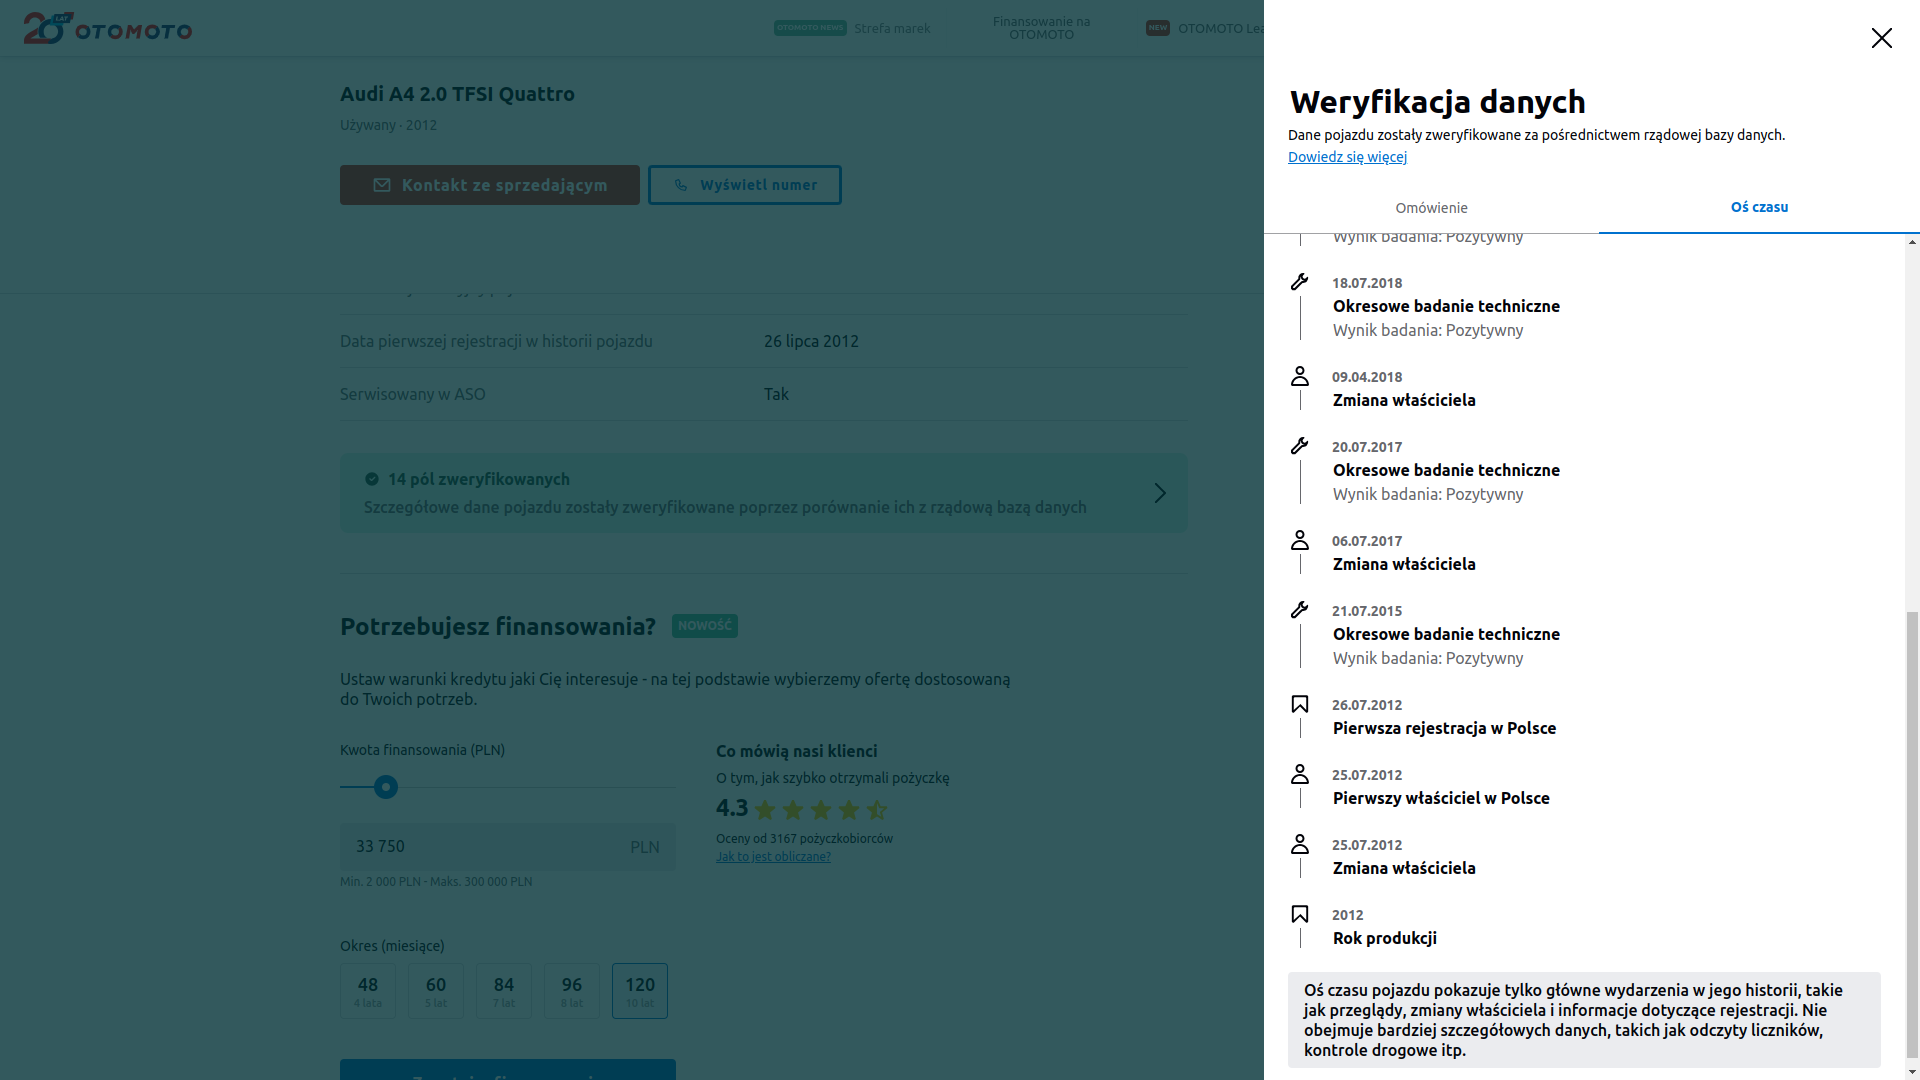 20 LAT OTOMOTO
OTOMOTO NEWS Strefa marek
Finansowanie na
OTOMOTO
NEW OTOMOTO Lea
Audi A4 2.0 TFSI Quattro
Używany · 2012
Kontakt ze sprzedającym
Wyświetl numer
Data pierwszej rejestracji w historii pojazdu 26 lipca 2012
Serwisowany w ASO Tak
14 pól zweryfikowanych
Szczegółowe dane pojazdu zostały zweryfikowane poprzez porównanie ich z rządową bazą danych
Potrzebujesz finansowania? NOWOŚĆ
Ustaw warunki kredytu jaki Cię interesuje - na tej podstawie wybierzemy ofertę dostosowaną
do Twoich potrzeb.
Kwota finansowania (PLN)
33 750 PLN
Min. 2 000 PLN - Maks. 300 000 PLN
Co mówią nasi klienci
O tym, jak szybko otrzymali pożyczkę
4.3
Oceny od 3167 pożyczkobiorców
Jak to jest obliczane?
Okres (miesiące)
48 60 84 96 120
4 lata 5 lat 7 lat 8 lat 10 lat
Weryfikacja danych
Dane pojazdu zostały zweryfikowane za pośrednictwem rządowej bazy danych.
Dowiedz się więcej
Omówienie
Oś czasu
Wynik badania: Pozytywny
18.07.2018
Okresowe badanie techniczne
Wynik badania: Pozytywny
09.04.2018
Zmiana właściciela
20.07.2017
Okresowe badanie techniczne
Wynik badania: Pozytywny
06.07.2017
Zmiana właściciela
21.07.2015
Okresowe badanie techniczne
Wynik badania: Pozytywny
26.07.2012
Pierwsza rejestracja w Polsce
25.07.2012
Pierwszy właściciel w Polsce
25.07.2012
Zmiana właściciela
2012
Rok produkcji
Oś czasu pojazdu pokazuje tylko główne wydarzenia w jego historii, takie
jak przeglądy, zmiany właściciela i informacje dotyczące rejestracji. Nie
obejmuje bardziej szczegółowych danych, takich jak odczyty liczników,
kontrole drogowe itp.